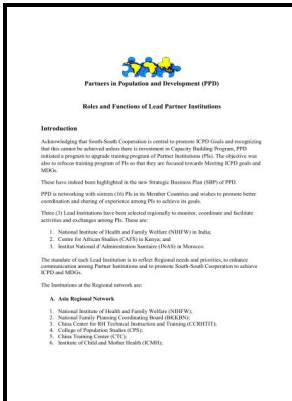 Partners in Population and Development (PPD)
Roles and Functions of Lead Partner Institutions
Introduction
Acknowledging that South-South Cooperation is central to ICPD Goals and recognizing
that this cannot be achieved unless there is investment in Capacity Building Program, PPD
initiated a program to upgrade training program of Partner Institutions (PIs). The objective was
also to refocus training program of PIs so that they are focused towards Meeting ICPD goals and
MDGs.
These have indeed been highlighted in the new Strategic Business Plan (SBP) of PPD.
PPD is networking with sixteen (16) PIs in its Member Countries and wishes to promote better
coordination and sharing of experience among PIs to achieve its goals.
Three (3) Lead Institutions have been selected regionally to monitor, coordinate and facilitate
activities and exchanges among PIs. These are:
1. National Institute of Health and Family Welfare (NIHFW) in India;
2. Centre for African Studies (CAFS) in Kenya; and
3. Institut National d'Administration Sanitaire (INAS) in Morocco.
The mandate of each Lead Institution is to reflect Regional needs and priorities, to enhance
communication among Partner Institutions and to promote South-South Cooperation to achieve
ICPD and MDGs.
The Institutions at the Regional network are:
A. Asia Regional Network
1. National Institute of Health and Family Welfare (NIHFW);
2. National Family Planning Coordinating Board (BKKBN);
3. China Center for RH Technical Instruction and Training (CCRHTIT);
4. College of Population Studies (CPS);
5. China Training Center (CTC);
6. Institute of Child and Mother Health (ICMH);